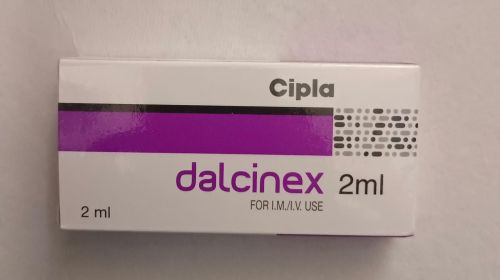 Cipla
dalcinex 2ml
FOR I.M./I.V. USE
2 ml